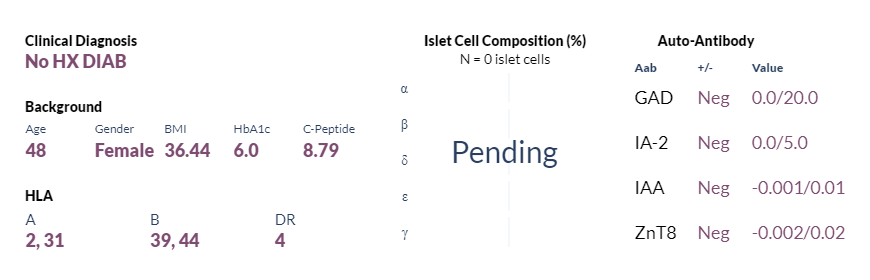 Clinical Diagnosis
No HX DIAB
Background
Age Gender BMI HbA1c C-Peptide
48 Female 36.44 6.0 8.79
HLA
A B DR
2, 31 39, 44 4
Islet Cell Composition (%)
N = 0 islet cells
α
β
δ
ε
γ
Pending
Auto-Antibody
Aab +/- Value
GAD Neg 0.0/20.0
IA-2 Neg 0.0/5.0
IAA Neg -0.001/0.01
ZnT8 Neg -0.002/0.02